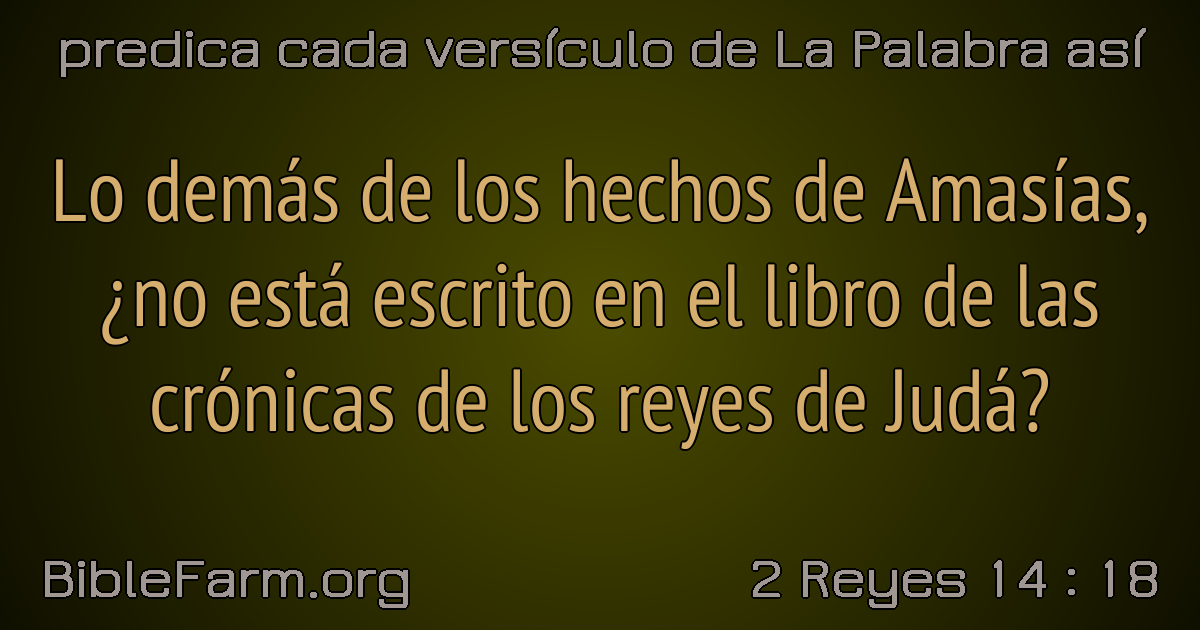 predica cada versículo de La Palabra así
Lo demás de los hechos de Amasías,
¿no está escrito en el libro de las
crónicas de los reyes de Judá?
BibleFarm.org
2 Reyes 14 : 18